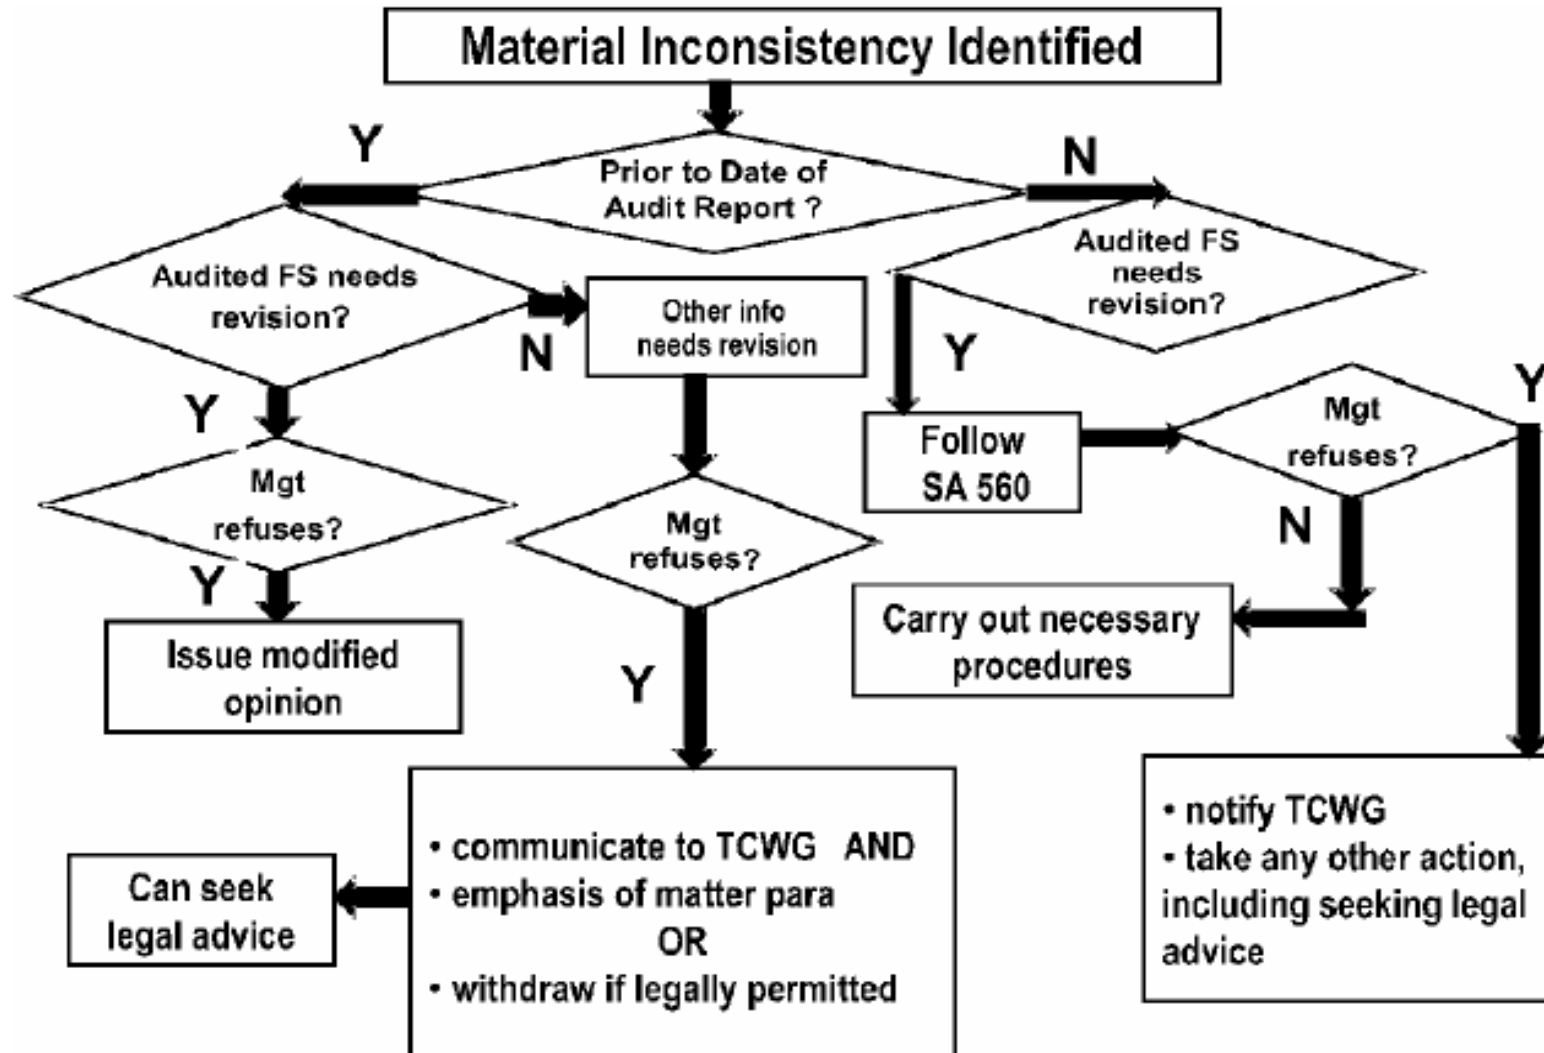 Material Inconsistency Identified
Y
Prior to Date of
Audit Report ?
N
Audited FS needs
revision?
N
Other info
needs revision
Audited FS
needs
revision?
Y
Y
Mgt
refuses?
Y
Issue modified
opinion
Mgt
refuses?
Y
Follow
SA 560
Mgt
refuses?
Y
N
Carry out necessary
procedures
• communicate to TCWG AND
• emphasis of matter para
OR
• withdraw if legally permitted
Can seek
legal advice
• notify TCWG
• take any other action,
including seeking legal
advice